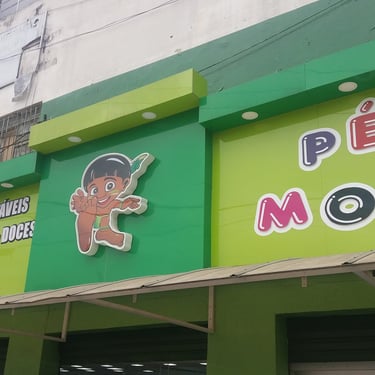 ÁVEIS
DOCES
PÉ
MO